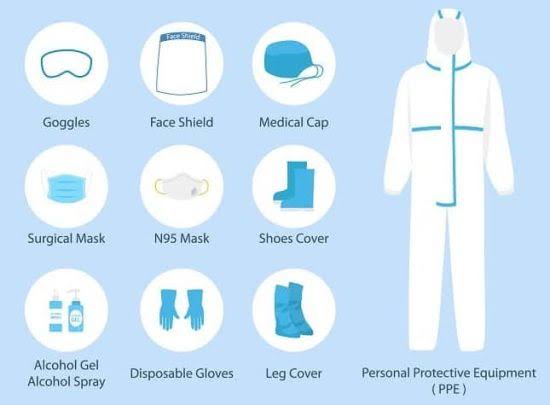 Face Shield
Goggles
Face Shield
Medical Cap
Surgical Mask
N95 Mask
Shoes Cover
GEL
Alcohol Gel
Alcohol Spray
Disposable Gloves
Leg Cover
Personal Protective Equipment
( PPE )